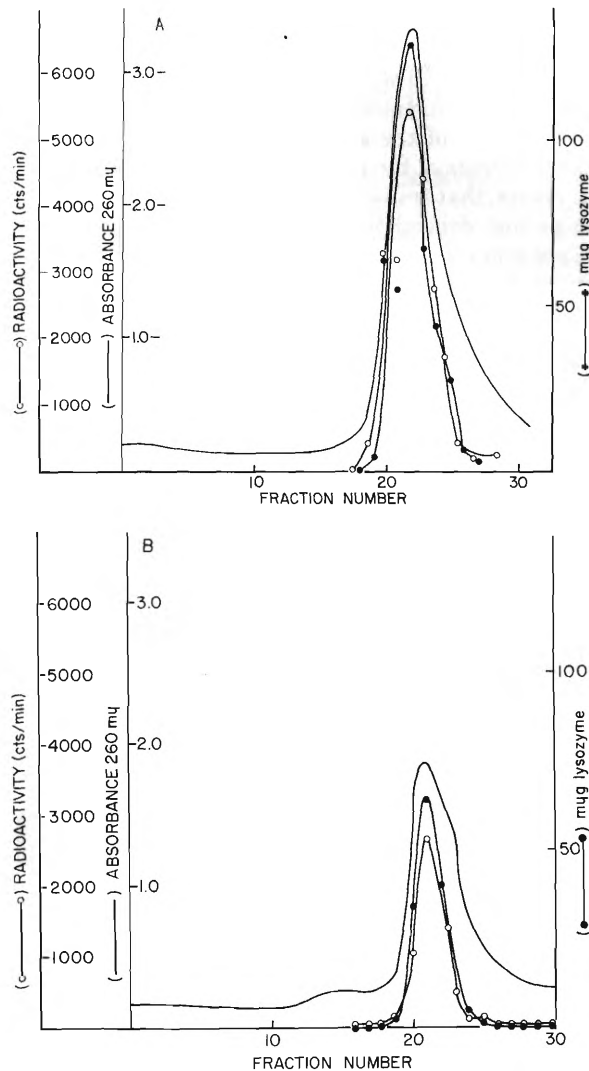 A
(o——o) RADIOACTIVITY (cts/min)
-6000
-5000
-4000
-3000
-2000
-1000
(——) ABSORBANCE 260 mµ
-3.0-
-2.0-
-1.0-
10
20
30
FRACTION NUMBER
-100
-50
(●——●) mµg lysozyme
B
(o——o) RADIOACTIVITY (cts/min)
-6000
-5000
-4000
-3000
-2000
-1000
(——) ABSORBANCE 260 mµ
-3.0
-2.0
-1.0
10
20
30
FRACTION NUMBER
-100
-50
(●——●) mµg lysozyme